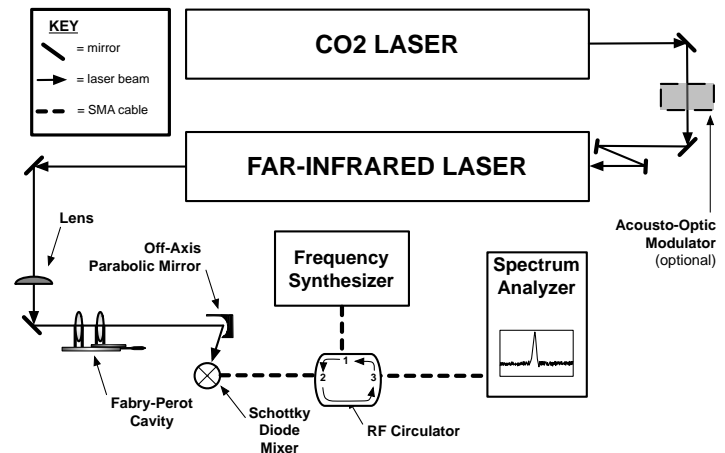 KEY
= mirror
= laser beam
= SMA cable
CO2 LASER
FAR-INFRARED LASER
Acousto-Optic
Modulator
(optional)
Lens
Off-Axis
Parabolic Mirror
Frequency
Synthesizer
Spectrum
Analyzer
1
2
3
Fabry-Perot
Cavity
Schottky
Diode
Mixer
RF Circulator